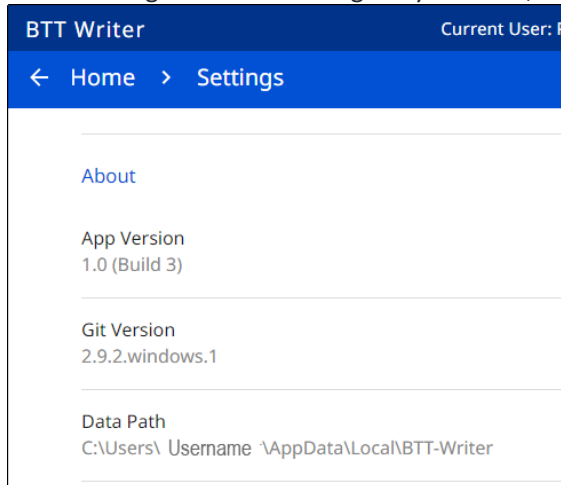 BTT Writer Current User:
← Home > Settings
About
App Version
1.0 (Build 3)
Git Version
2.9.2.windows.1
Data Path
C:\Users\ Username \AppData\Local\BTT-Writer